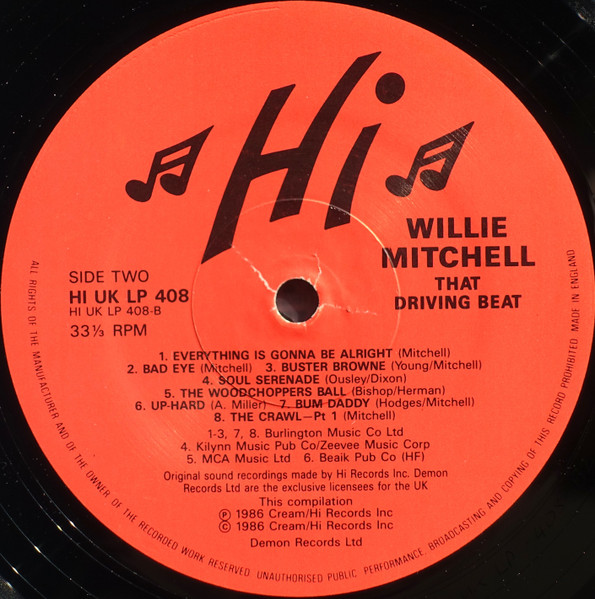 Hi
WILLIE
MITCHELL
THAT
DRIVING BEAT
SIDE TWO
HI UK LP 408
HI UK LP 408-B
33⅓ RPM
1. EVERYTHING IS GONNA BE ALRIGHT (Mitchell)
2. BAD EYE (Mitchell) 3. BUSTER BROWNE (Young/Mitchell)
4. SOUL SERENADE (Ousley/Dixon)
5. THE WOODCHOPPERS BALL (Bishop/Herman)
6. UP-HARD (A. Miller) 7. BUM DADDY (Hodges/Mitchell)
8. THE CRAWL—Pt 1 (Mitchell)
1-3, 7, 8. Burlington Music Co Ltd
4. Kilynn Music Pub Co/Zeevee Music Corp
5. MCA Music Ltd 6. Beaik Pub Co (HF)
Original sound recordings made by Hi Records Inc. Demon
Records Ltd are the exclusive licensees for the UK
This compilation
Ⓟ 1986 Cream/Hi Records Inc
© 1986 Cream/Hi Records Inc
Demon Records Ltd
ALL RIGHTS OF THE MANUFACTURER AND OF THE OWNER OF THE RECORDED WORK RESERVED. UNAUTHORISED PUBLIC PERFORMANCE, BROADCASTING AND COPYING OF THIS RECORD PROHIBITED. MADE IN ENGLAND